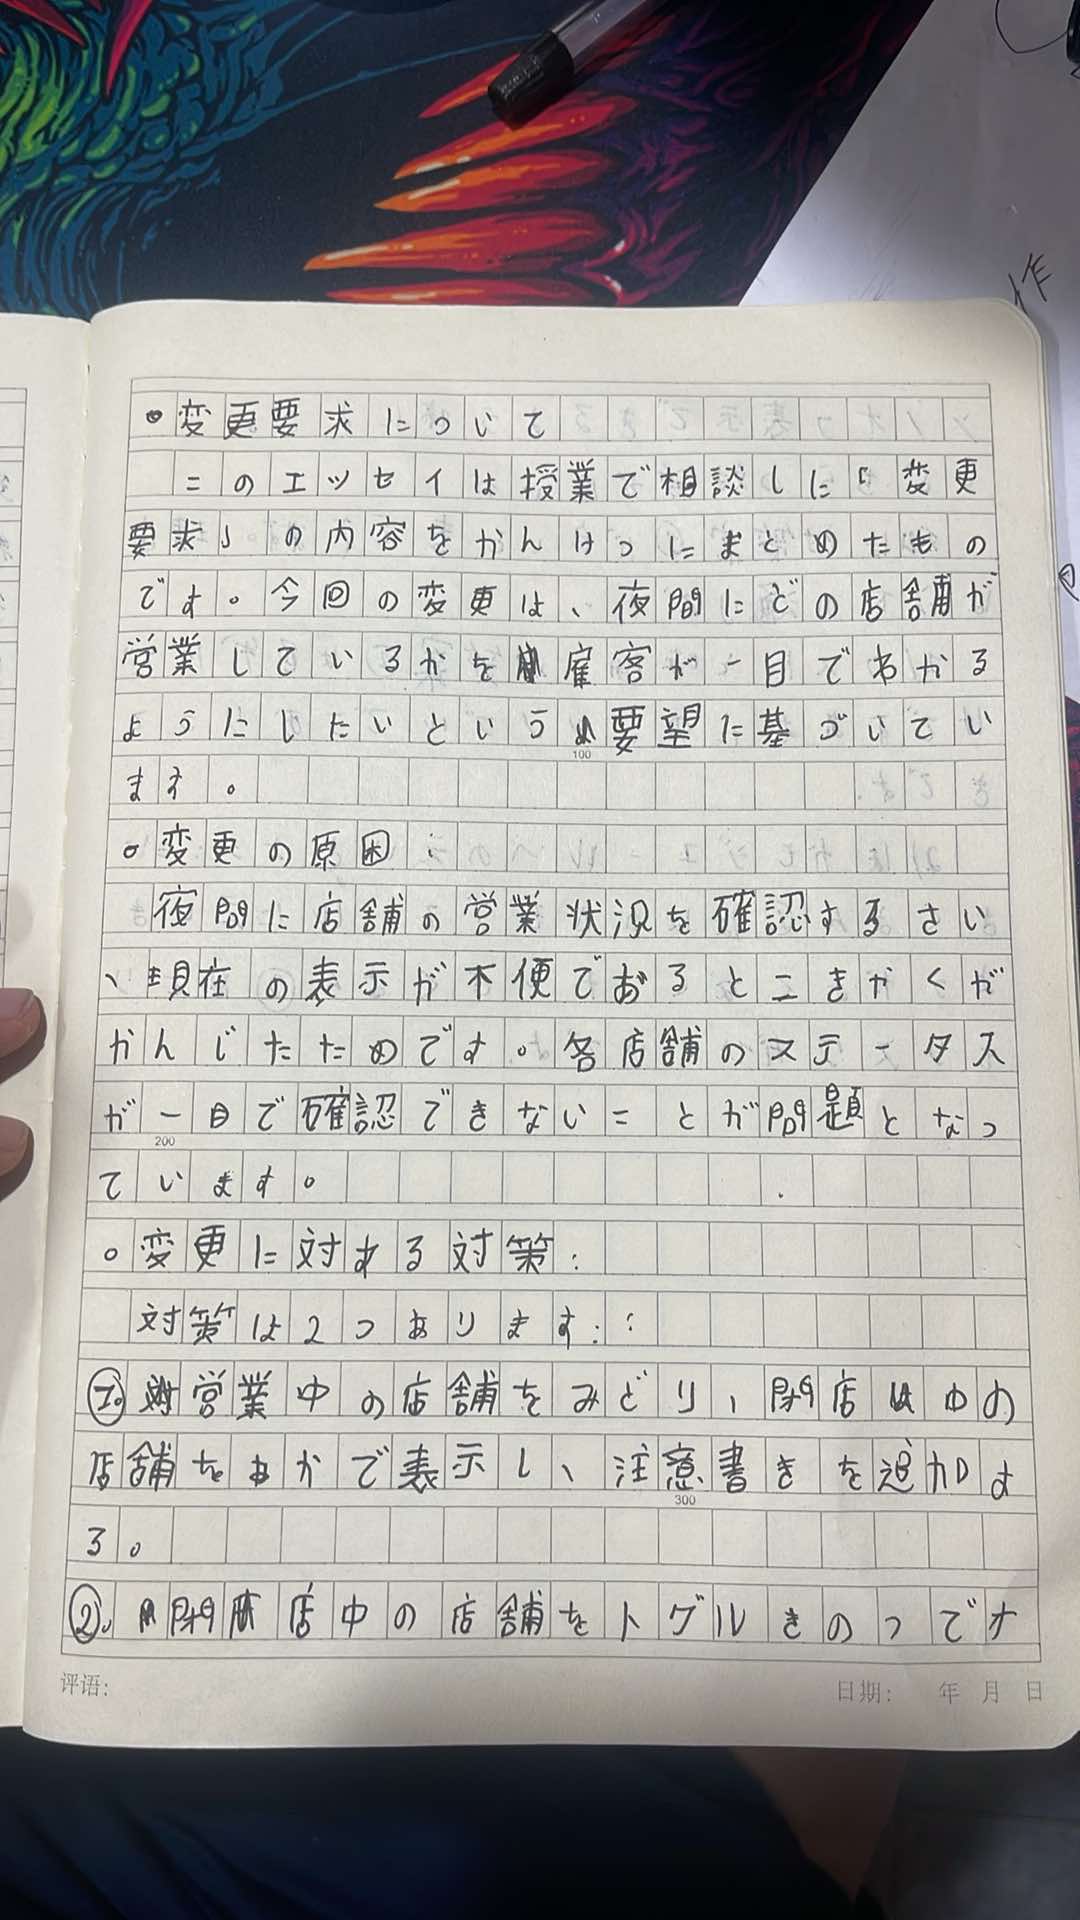 。変更要求について
このエッセイは授業で相談した「変更
要求」の内容をかんけつにまとめたもの
です。今回の変更は、夜間にどの店舗が
営業しているかを雇客が一目でわかる
ようにしたいという要望に基づいてい
ます。
。変更の原因:
夜間に店舗の営業状況を確認するさい
、現在の表示が不便であるとこきゃくが
かんじたためです。各店舗のステータス
が一目で確認できないことが問題となっ
ています。
。変更に対する対策:
対策は2つあります::
①。営業中の店舗をみどり、閉店中の
店舗をあかで表示し、注意書きを追加す
る。
②。閉店中の店舗をトグルきのつでオ
100
200
300
评语:
日期: 年 月 日
作